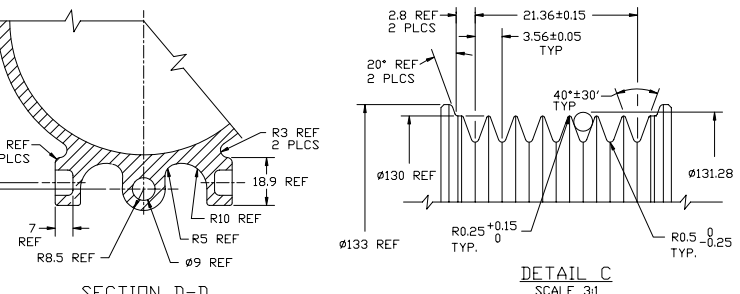 2.8 REF
2 PLCS
21.36±0.15
3.56±0.05
TYP
20° REF
2 PLCS
40°±30'
TYP
REF
PLCS
R3 REF
2 PLCS
18.9 REF
Ø130 REF
Ø131.28
7
REF
R10 REF
R5 REF
R8.5 REF
Ø9 REF
Ø133 REF
R0.25 +0.15
0
TYP.
R0.5 0
-0.25
TYP.
SECTION D-D
DETAIL C
SCALE 3:1